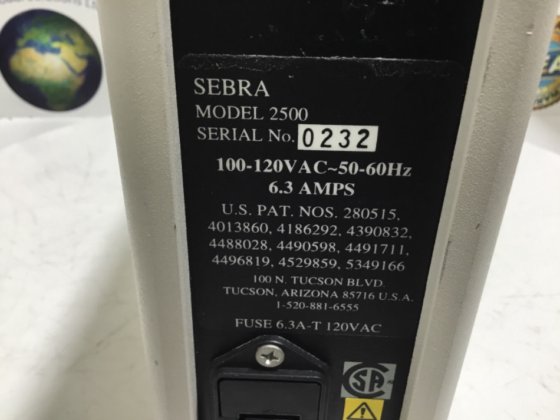 SEBRA
MODEL 2500
SERIAL No. 0232
100-120VAC~50-60Hz
6.3 AMPS
U.S. PAT. NOS. 280515,
4013860, 4186292, 4390832,
4488028, 4490598, 4491711,
4496819, 4529859, 5349166
100 N. TUCSON BLVD.
TUCSON, ARIZONA 85716 U.S.A.
1-520-881-6555
FUSE 6.3A-T 120VAC
CSA